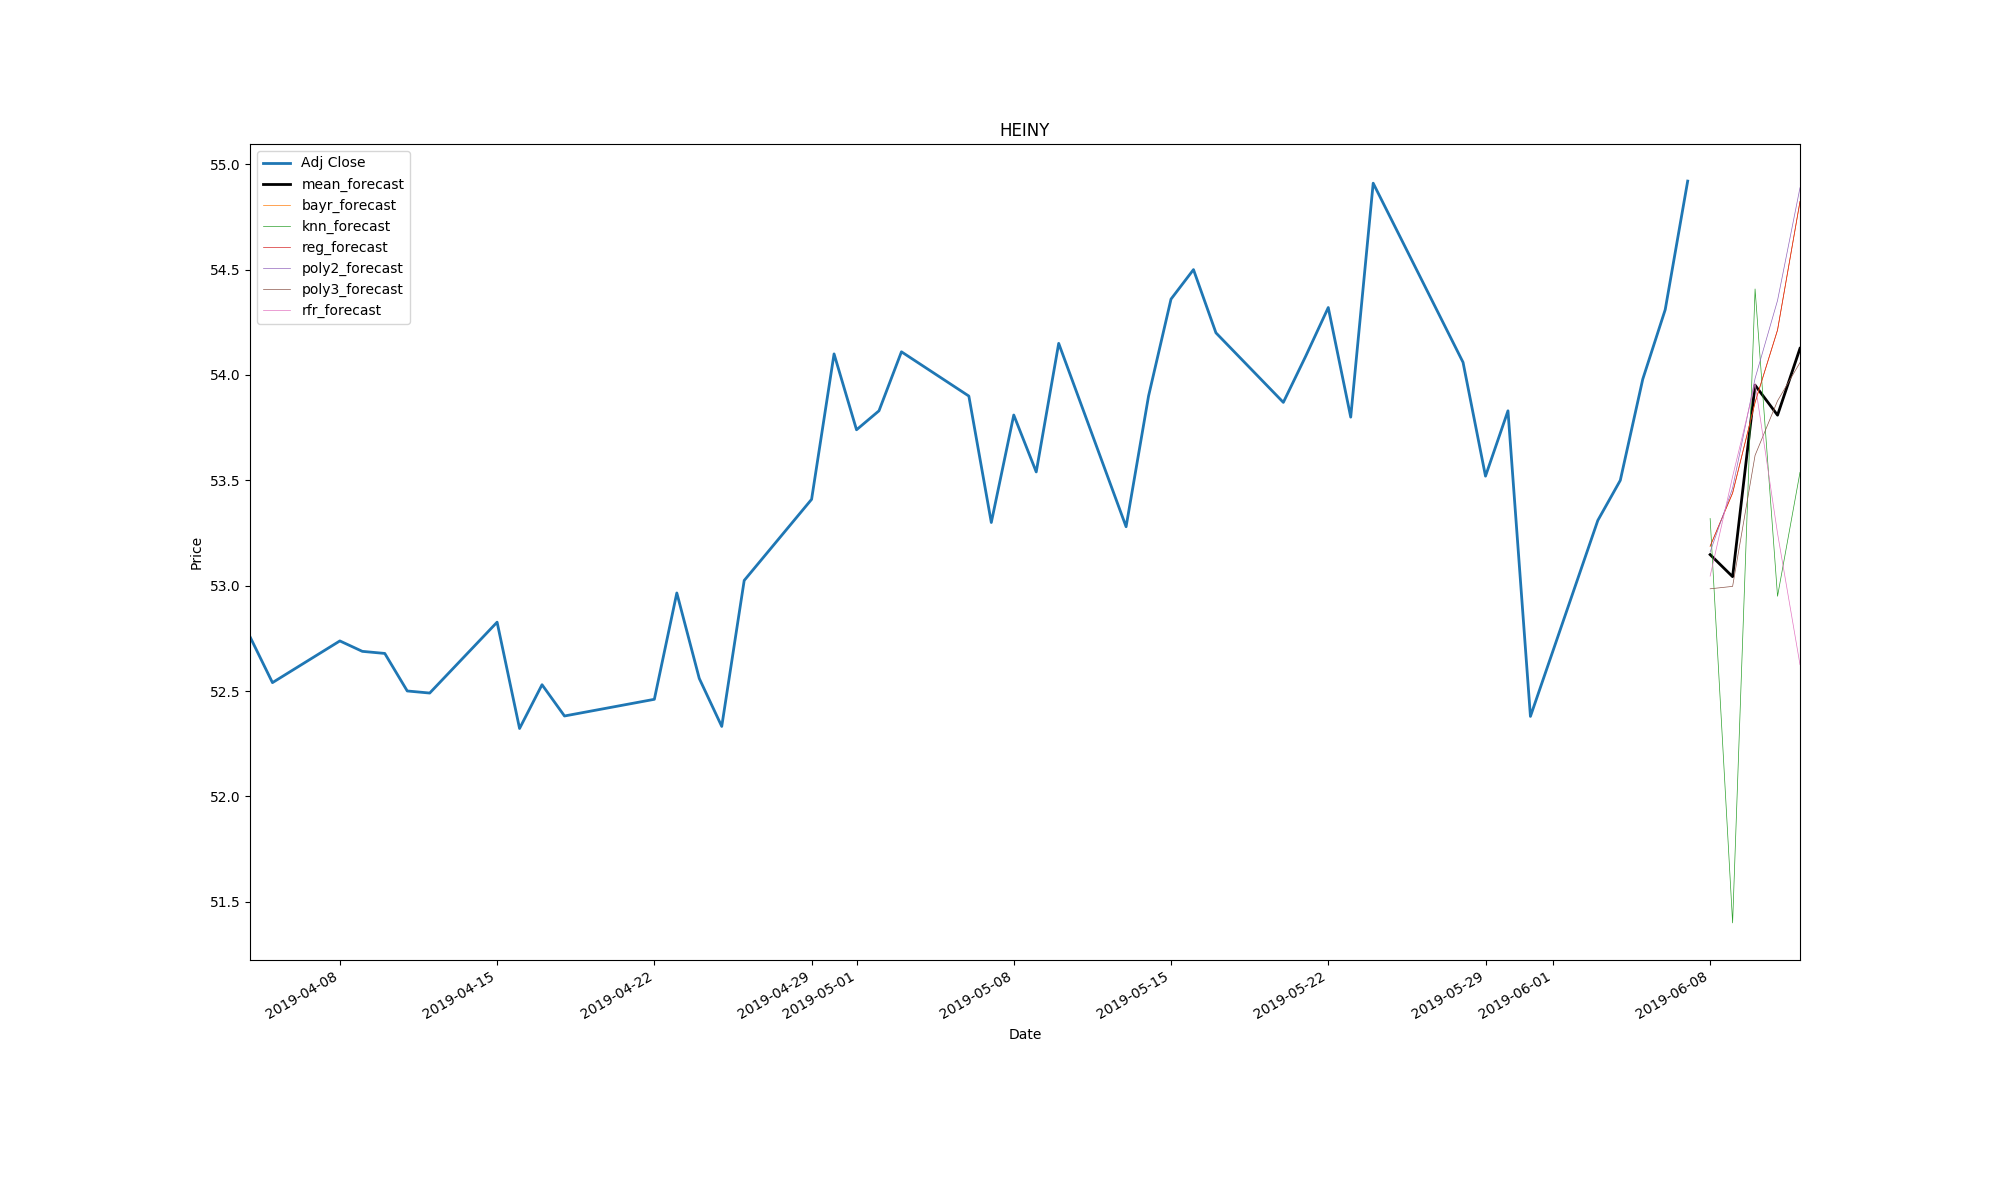 HEINY
55.0
54.5
54.0
53.5
53.0
52.5
52.0
51.5
Price
Adj Close
mean_forecast
bayr_forecast
knn_forecast
reg_forecast
poly2_forecast
poly3_forecast
rfr_forecast
2019-04-08
2019-04-15
2019-04-22
2019-04-29
2019-05-01
2019-05-08
2019-05-15
2019-05-22
2019-05-29
2019-06-01
2019-06-08
Date